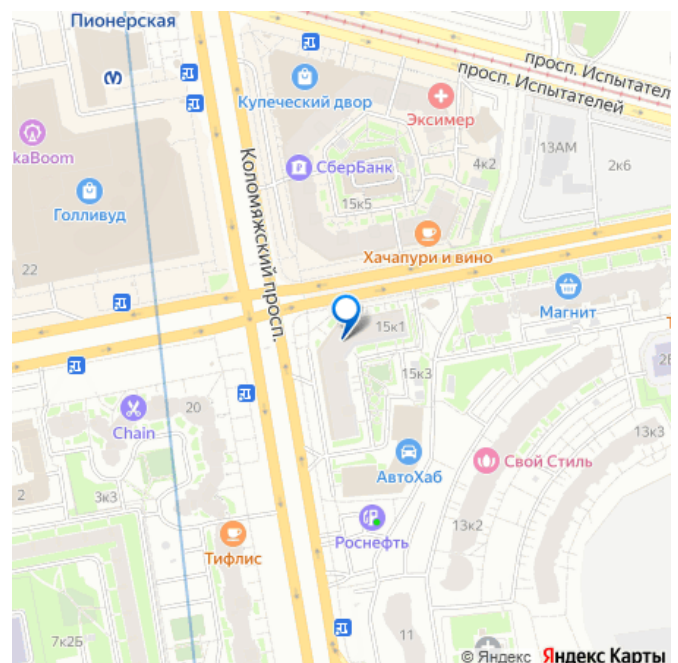 Пионерская
просп. Испытател
просп. Испытателей
Купеческий двор
Эксимер
kaBoom
СберБанк
13АМ
4к2
2к6
Голливуд
15к5
Коломяжский просп.
Хачапури и вино
22
Магнит
15к1
15к3
20
Chain
13к3
Свой Стиль
АвтоХаб
2
3к3
Роснефть
13к2
Тифлис
7к2Б
11
© Яндекс Яндекс Карты